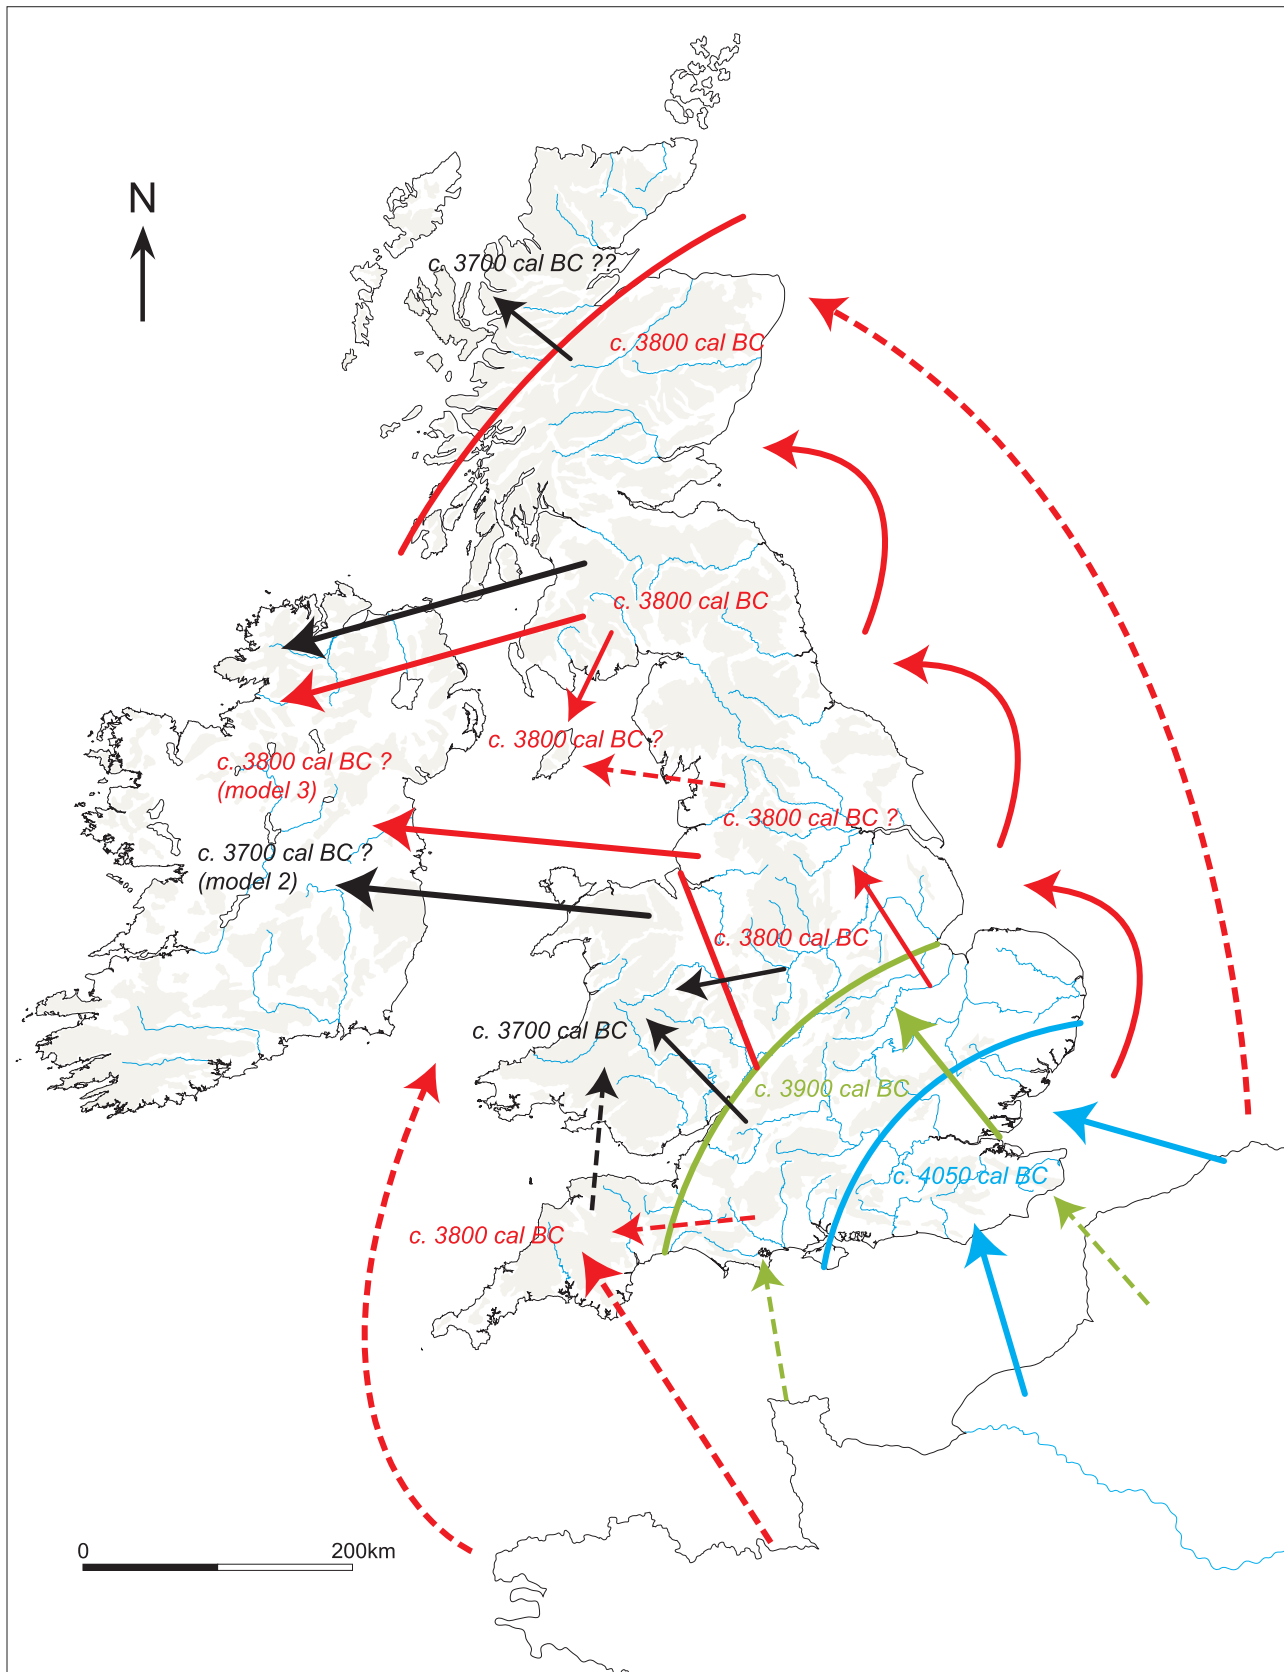 N
c. 3700 cal BC ??
c. 3800 cal BC
c. 3800 cal BC
c. 3800 cal BC ?
c. 3800 cal BC ?
(model 3)
c. 3800 cal BC ?
c. 3700 cal BC ?
(model 2)
c. 3800 cal BC
c. 3700 cal BC
c. 3900 cal BC
c. 4050 cal BC
c. 3800 cal BC
0
200km